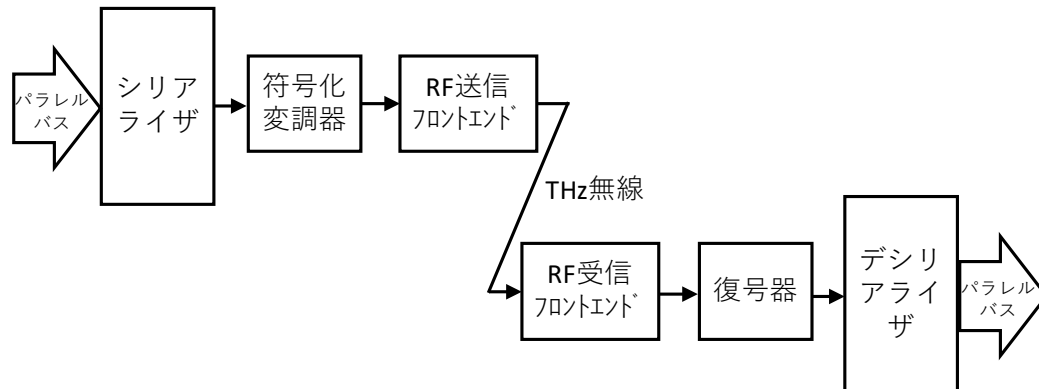 パラレル
バス
シリア
ライザ
符号化
変調器
RF送信
ﾌﾛﾝﾄｴﾝﾄﾞ
THz無線
RF受信
ﾌﾛﾝﾄｴﾝﾄﾞ
復号器
デシリ
アライ
ザ
パラレル
バス